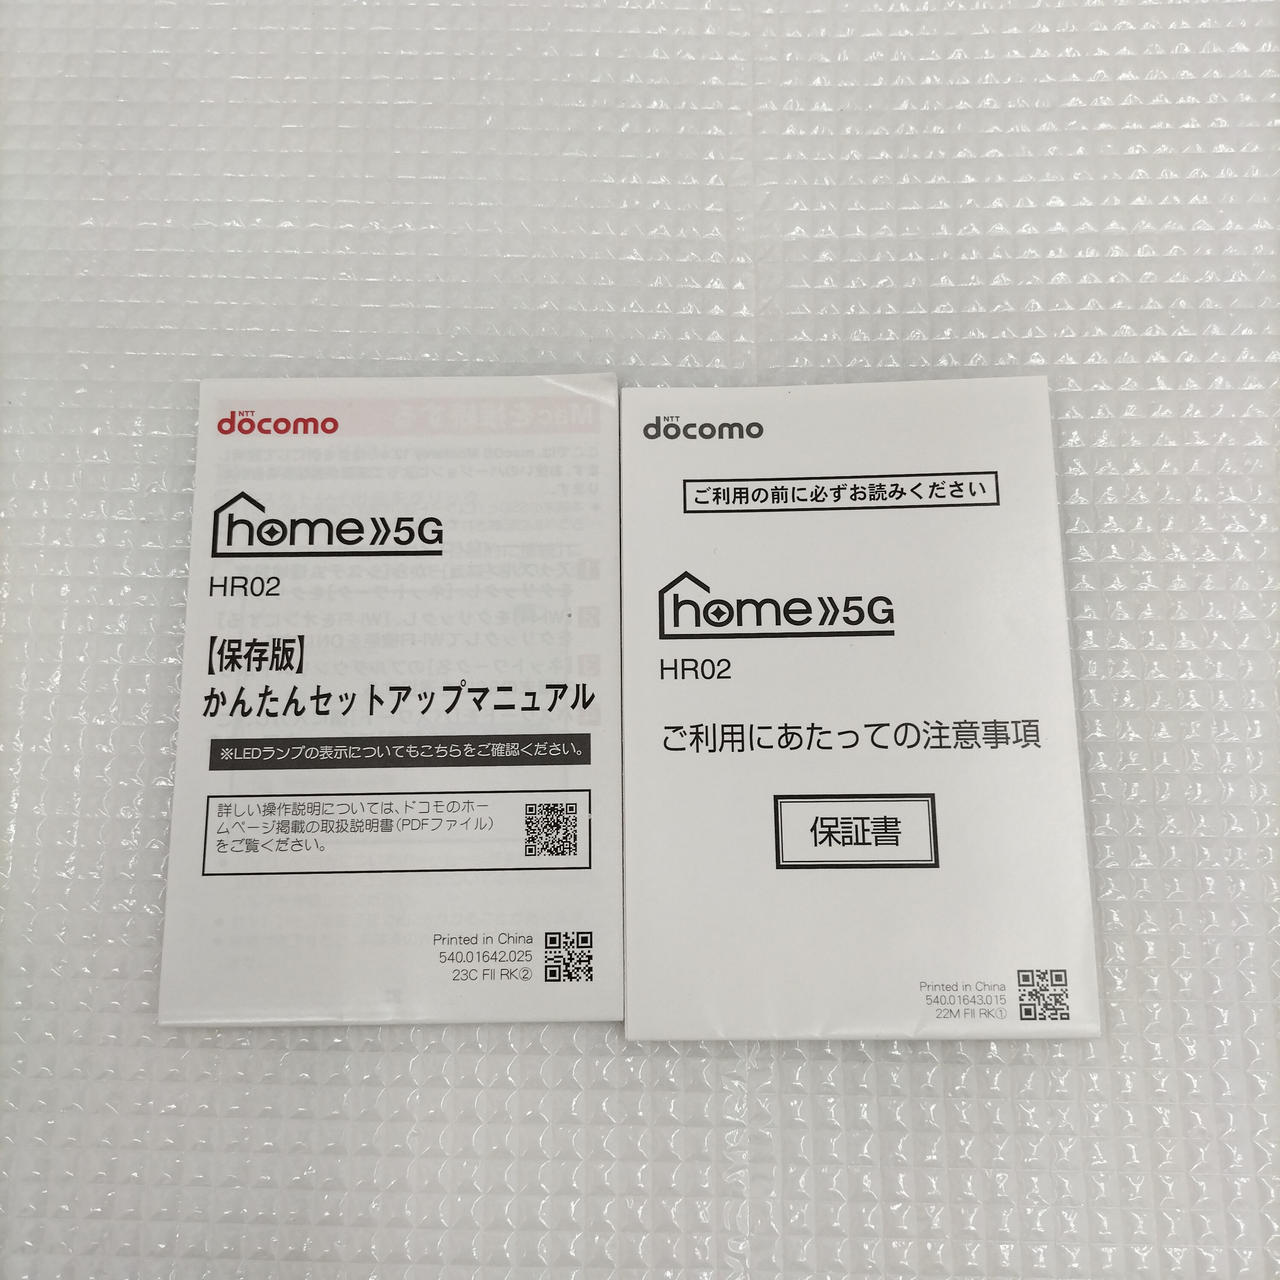 NTT
döcomo
home 5G
HR02
【保存版】
かんたんセットアップマニュアル
※LEDランプの表示についてもこちらをご確認ください。
詳しい操作説明については、ドコモのホー
ムページ掲載の取扱説明書(PDFファイル)
をご覧ください。
Printed in China
540.01642.025
23C FII RK②
NTT
döcomo
ご利用の前に必ずお読みください
home 5G
HR02
ご利用にあたっての注意事項
保証書
Printed in China
540.01643.015
22M FII RK①